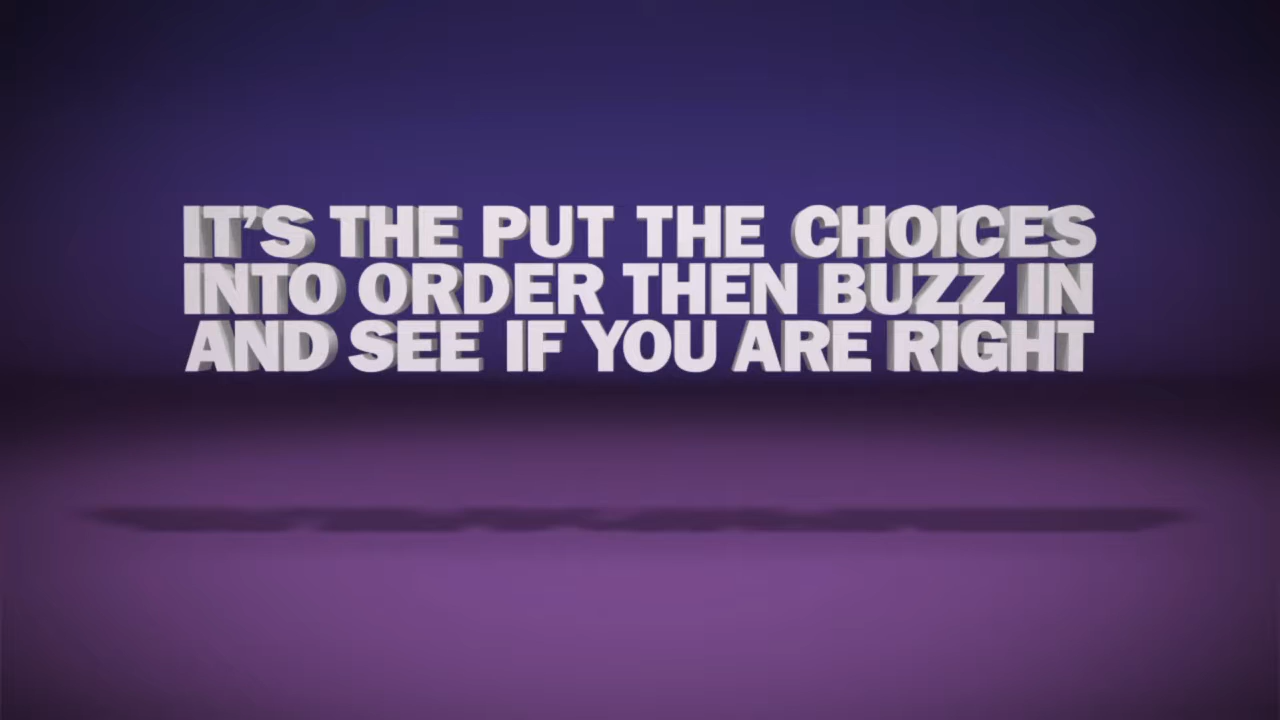 IT'S THE PUT THE CHOICES
INTO ORDER THEN BUZZ IN
AND SEE IF YOU ARE RIGHT